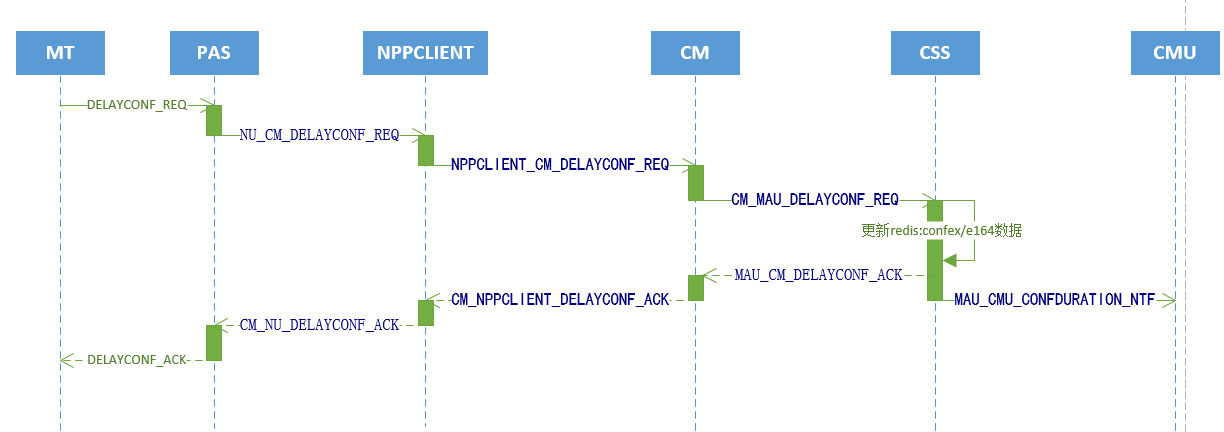 MT
PAS
NPPCLIENT
CM
CSS
CMU
DELAYCONF_REQ
NU_CM_DELAYCONF_REQ
NPPCLIENT_CM_DELAYCONF_REQ
CM_MAU_DELAYCONF_REQ
更新redis:confex/e164数据
MAU_CM_DELAYCONF_ACK
CM_NPPCLIENT_DELAYCONF_ACK
MAU_CMU_CONFDURATION_NTF
CM_NU_DELAYCONF_ACK
DELAYCONF_ACK